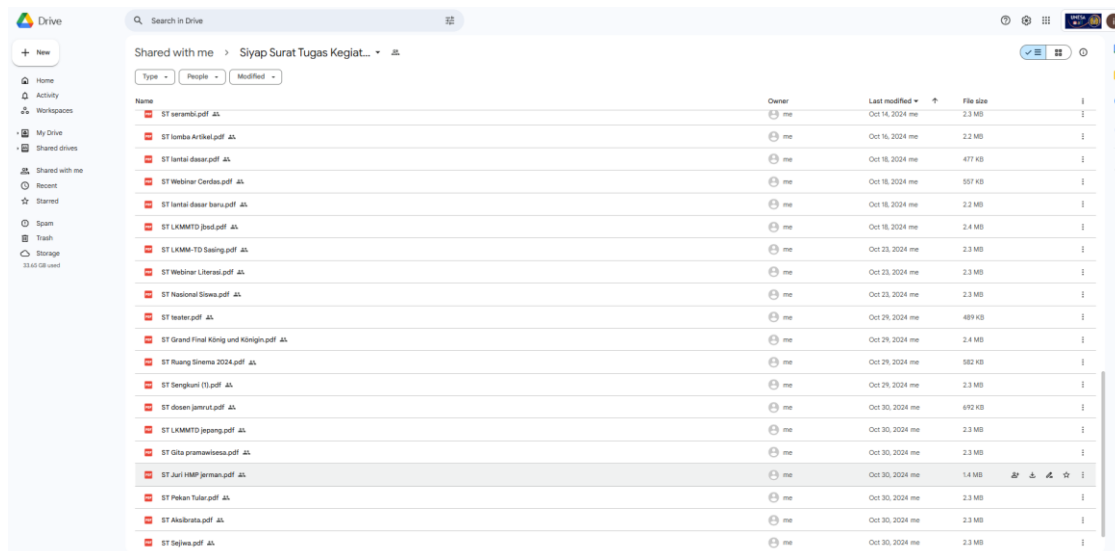 Drive
Search in Drive
UNESA
New
Shared with me > Siyap Surat Tugas Kegiat...
Type People Modified
Home
Activity
Workspaces
My Drive
Shared drives
Shared with me
Recent
Starred
Spam
Trash
Storage
33.65 GB used
Name Owner Last modified File size
ST serambi.pdf me Oct 14, 2024 me 2.3 MB
ST lomba Artikel.pdf me Oct 16, 2024 me 2.2 MB
ST lantai dasar.pdf me Oct 18, 2024 me 477 KB
ST Webinar Cerdas.pdf me Oct 18, 2024 me 557 KB
ST lantai dasar baru.pdf me Oct 18, 2024 me 2.2 MB
ST LKMMTD jbsd.pdf me Oct 18, 2024 me 2.4 MB
ST LKMM-TD Sasing.pdf me Oct 23, 2024 me 2.3 MB
ST Webinar Literasi.pdf me Oct 23, 2024 me 2.3 MB
ST Nasional Siswa.pdf me Oct 23, 2024 me 2.3 MB
ST teater.pdf me Oct 29, 2024 me 489 KB
ST Grand Final König und Königin.pdf me Oct 29, 2024 me 2.4 MB
ST Ruang Sinema 2024.pdf me Oct 29, 2024 me 582 KB
ST Sengkuni (1).pdf me Oct 29, 2024 me 2.3 MB
ST dosen jamrut.pdf me Oct 30, 2024 me 692 KB
ST LKMMTD jepang.pdf me Oct 30, 2024 me 2.3 MB
ST Gita pramawisesa.pdf me Oct 30, 2024 me 2.3 MB
ST Juri HMP jerman.pdf me Oct 30, 2024 me 1.4 MB
ST Pekan Tular.pdf me Oct 30, 2024 me 2.3 MB
ST Aksibrata.pdf me Oct 30, 2024 me 2.3 MB
ST Sejiwa.pdf me Oct 30, 2024 me 2.3 MB